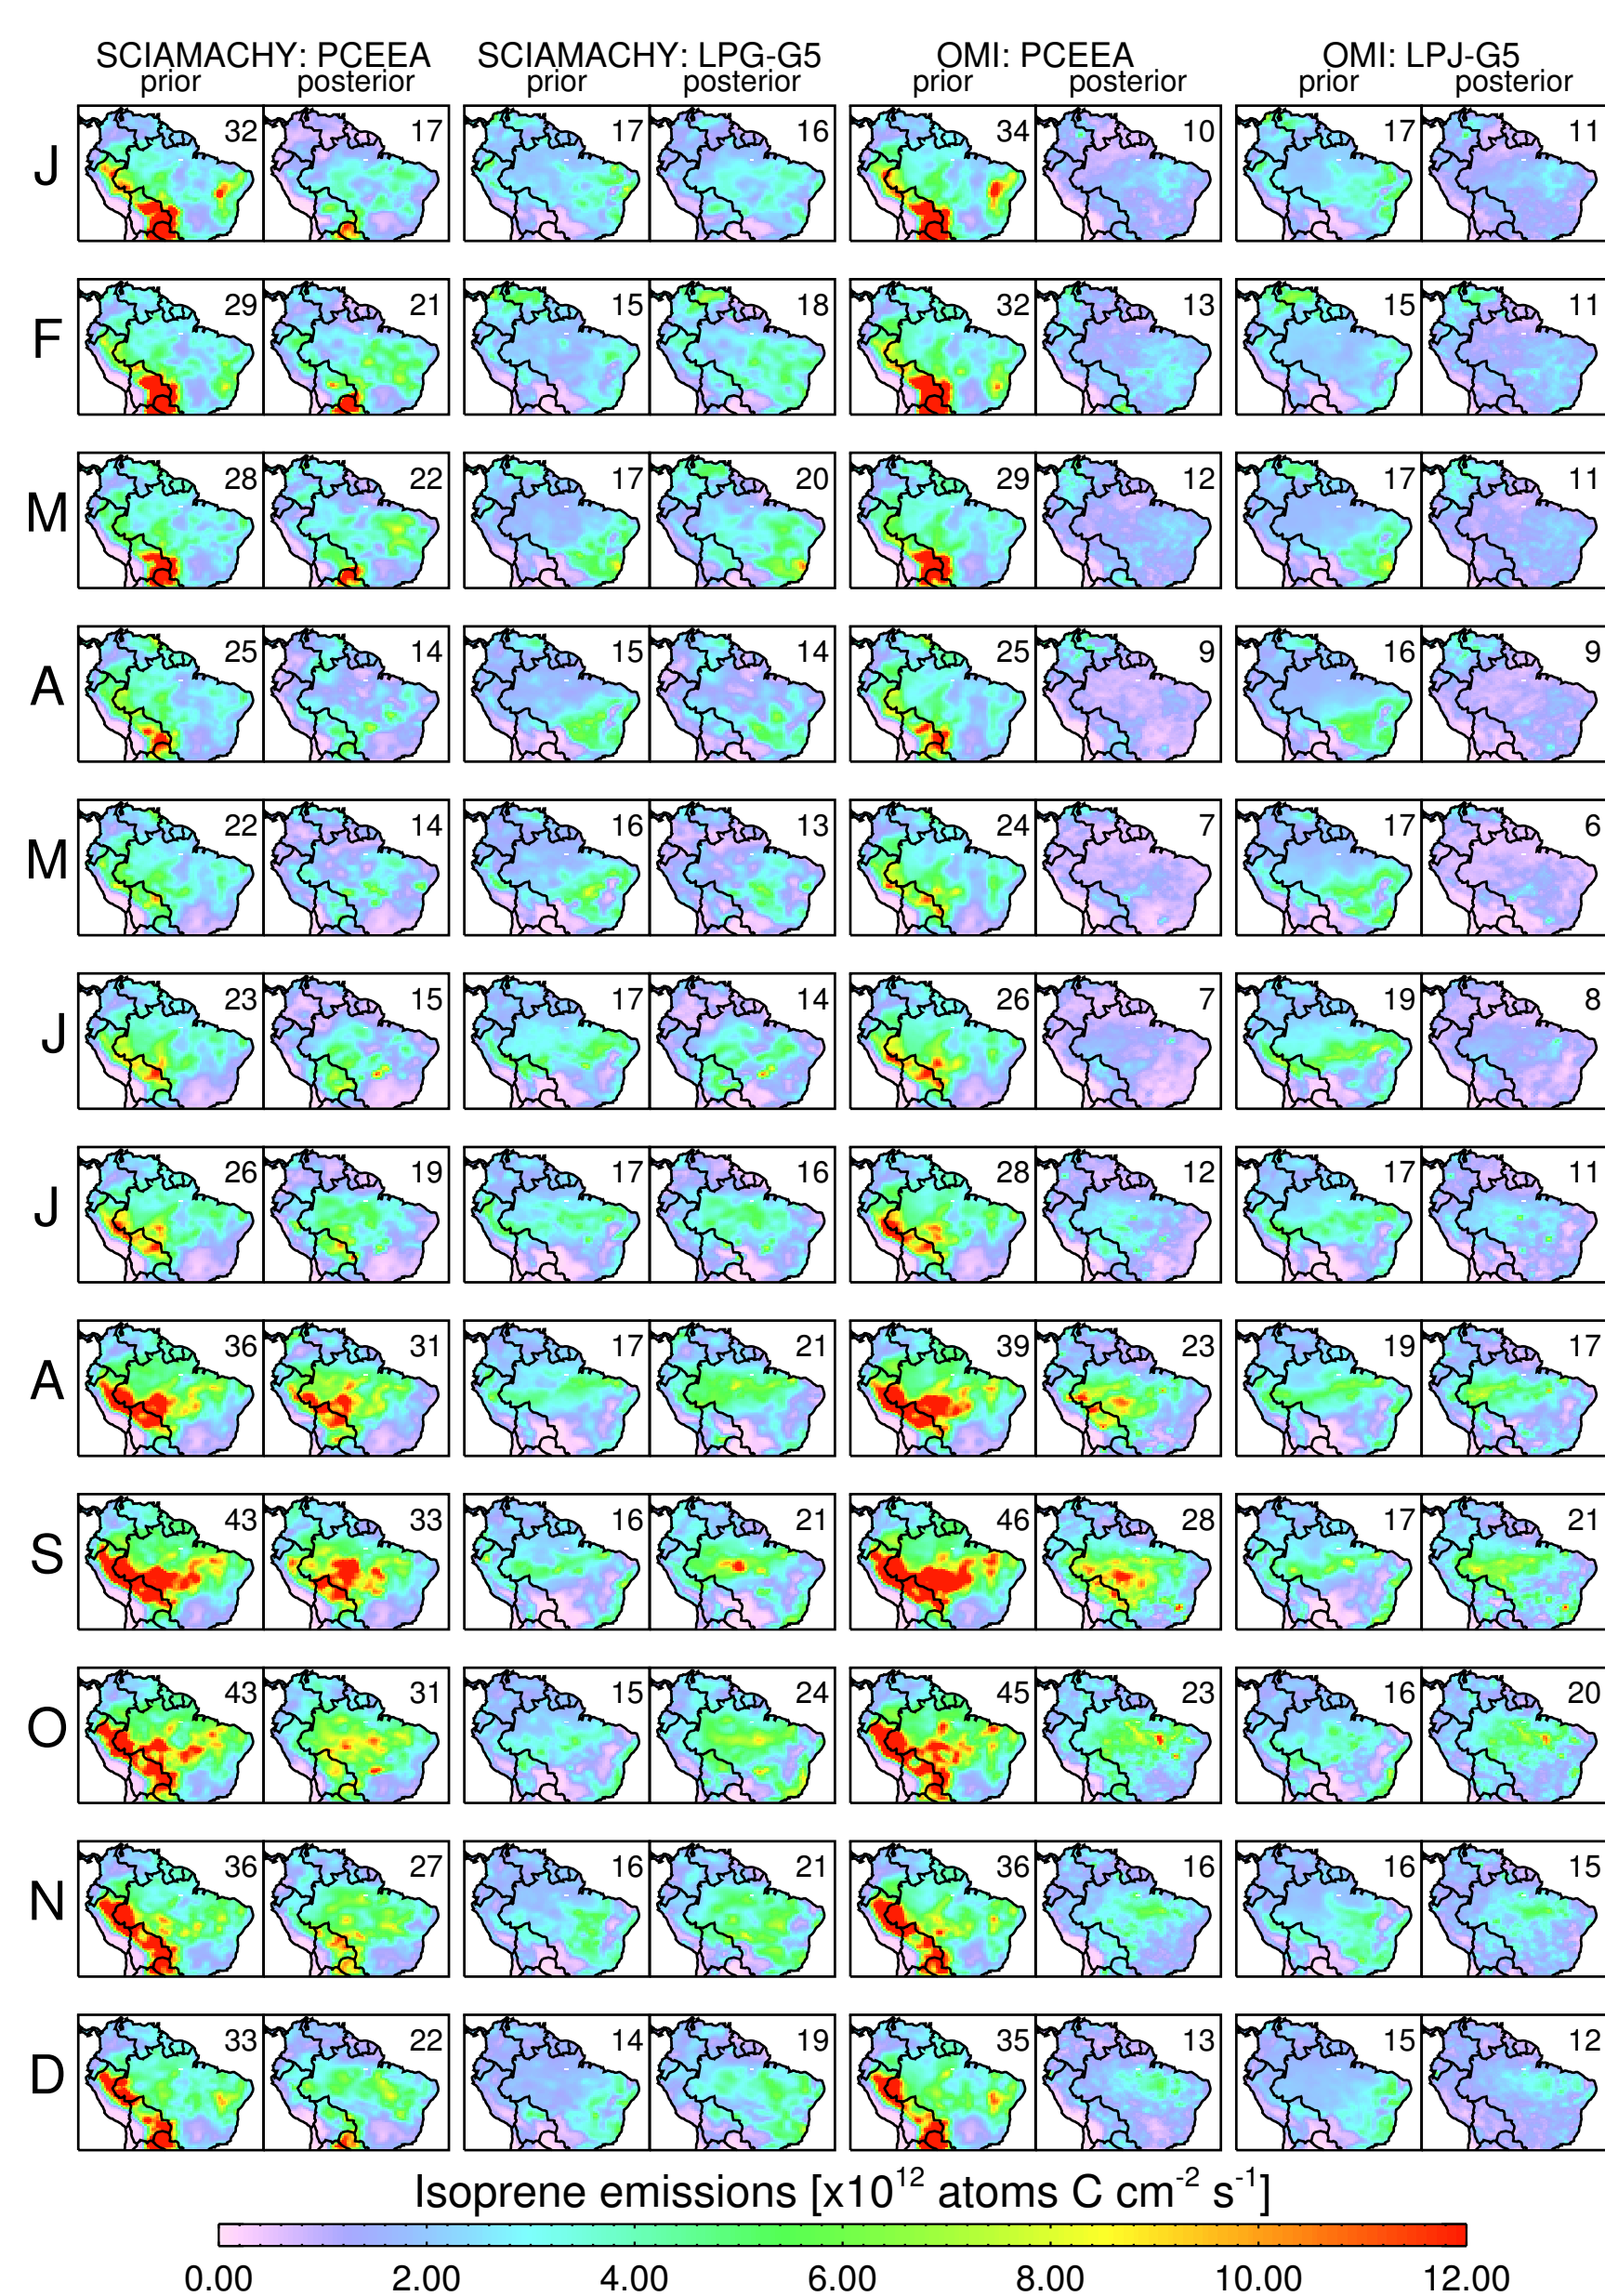 SCIAMACHY: PCEEA SCIAMACHY: LPG-G5 OMI: PCEEA OMI: LPJ-G5
prior posterior prior posterior prior posterior prior posterior
J 32 17 17 16 34 10 17 11
F 29 21 15 18 32 13 15 11
M 28 22 17 20 29 12 17 11
A 25 14 15 14 25 9 16 9
M 22 14 16 13 24 7 17 6
J 23 15 17 14 26 7 19 8
J 26 19 17 16 28 12 17 11
A 36 31 17 21 39 23 19 17
S 43 33 16 21 46 28 17 21
O 43 31 15 24 45 23 16 20
N 36 27 16 21 36 16 16 15
D 33 22 14 19 35 13 15 12
Isoprene emissions [x10¹² atoms C cm⁻² s⁻¹]
0.00 2.00 4.00 6.00 8.00 10.00 12.00